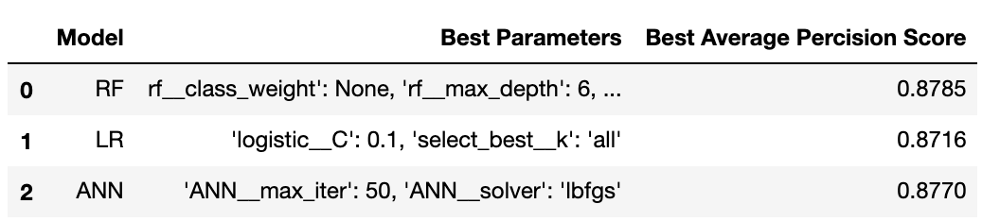 Model Best Parameters Best Average Percision Score
0 RF rf__class_weight': None, 'rf__max_depth': 6, ...  0.8785
1 LR 'logistic__C': 0.1, 'select_best__k': 'all' 0.8716
2 ANN 'ANN__max_iter': 50, 'ANN__solver': 'lbfgs' 0.8770